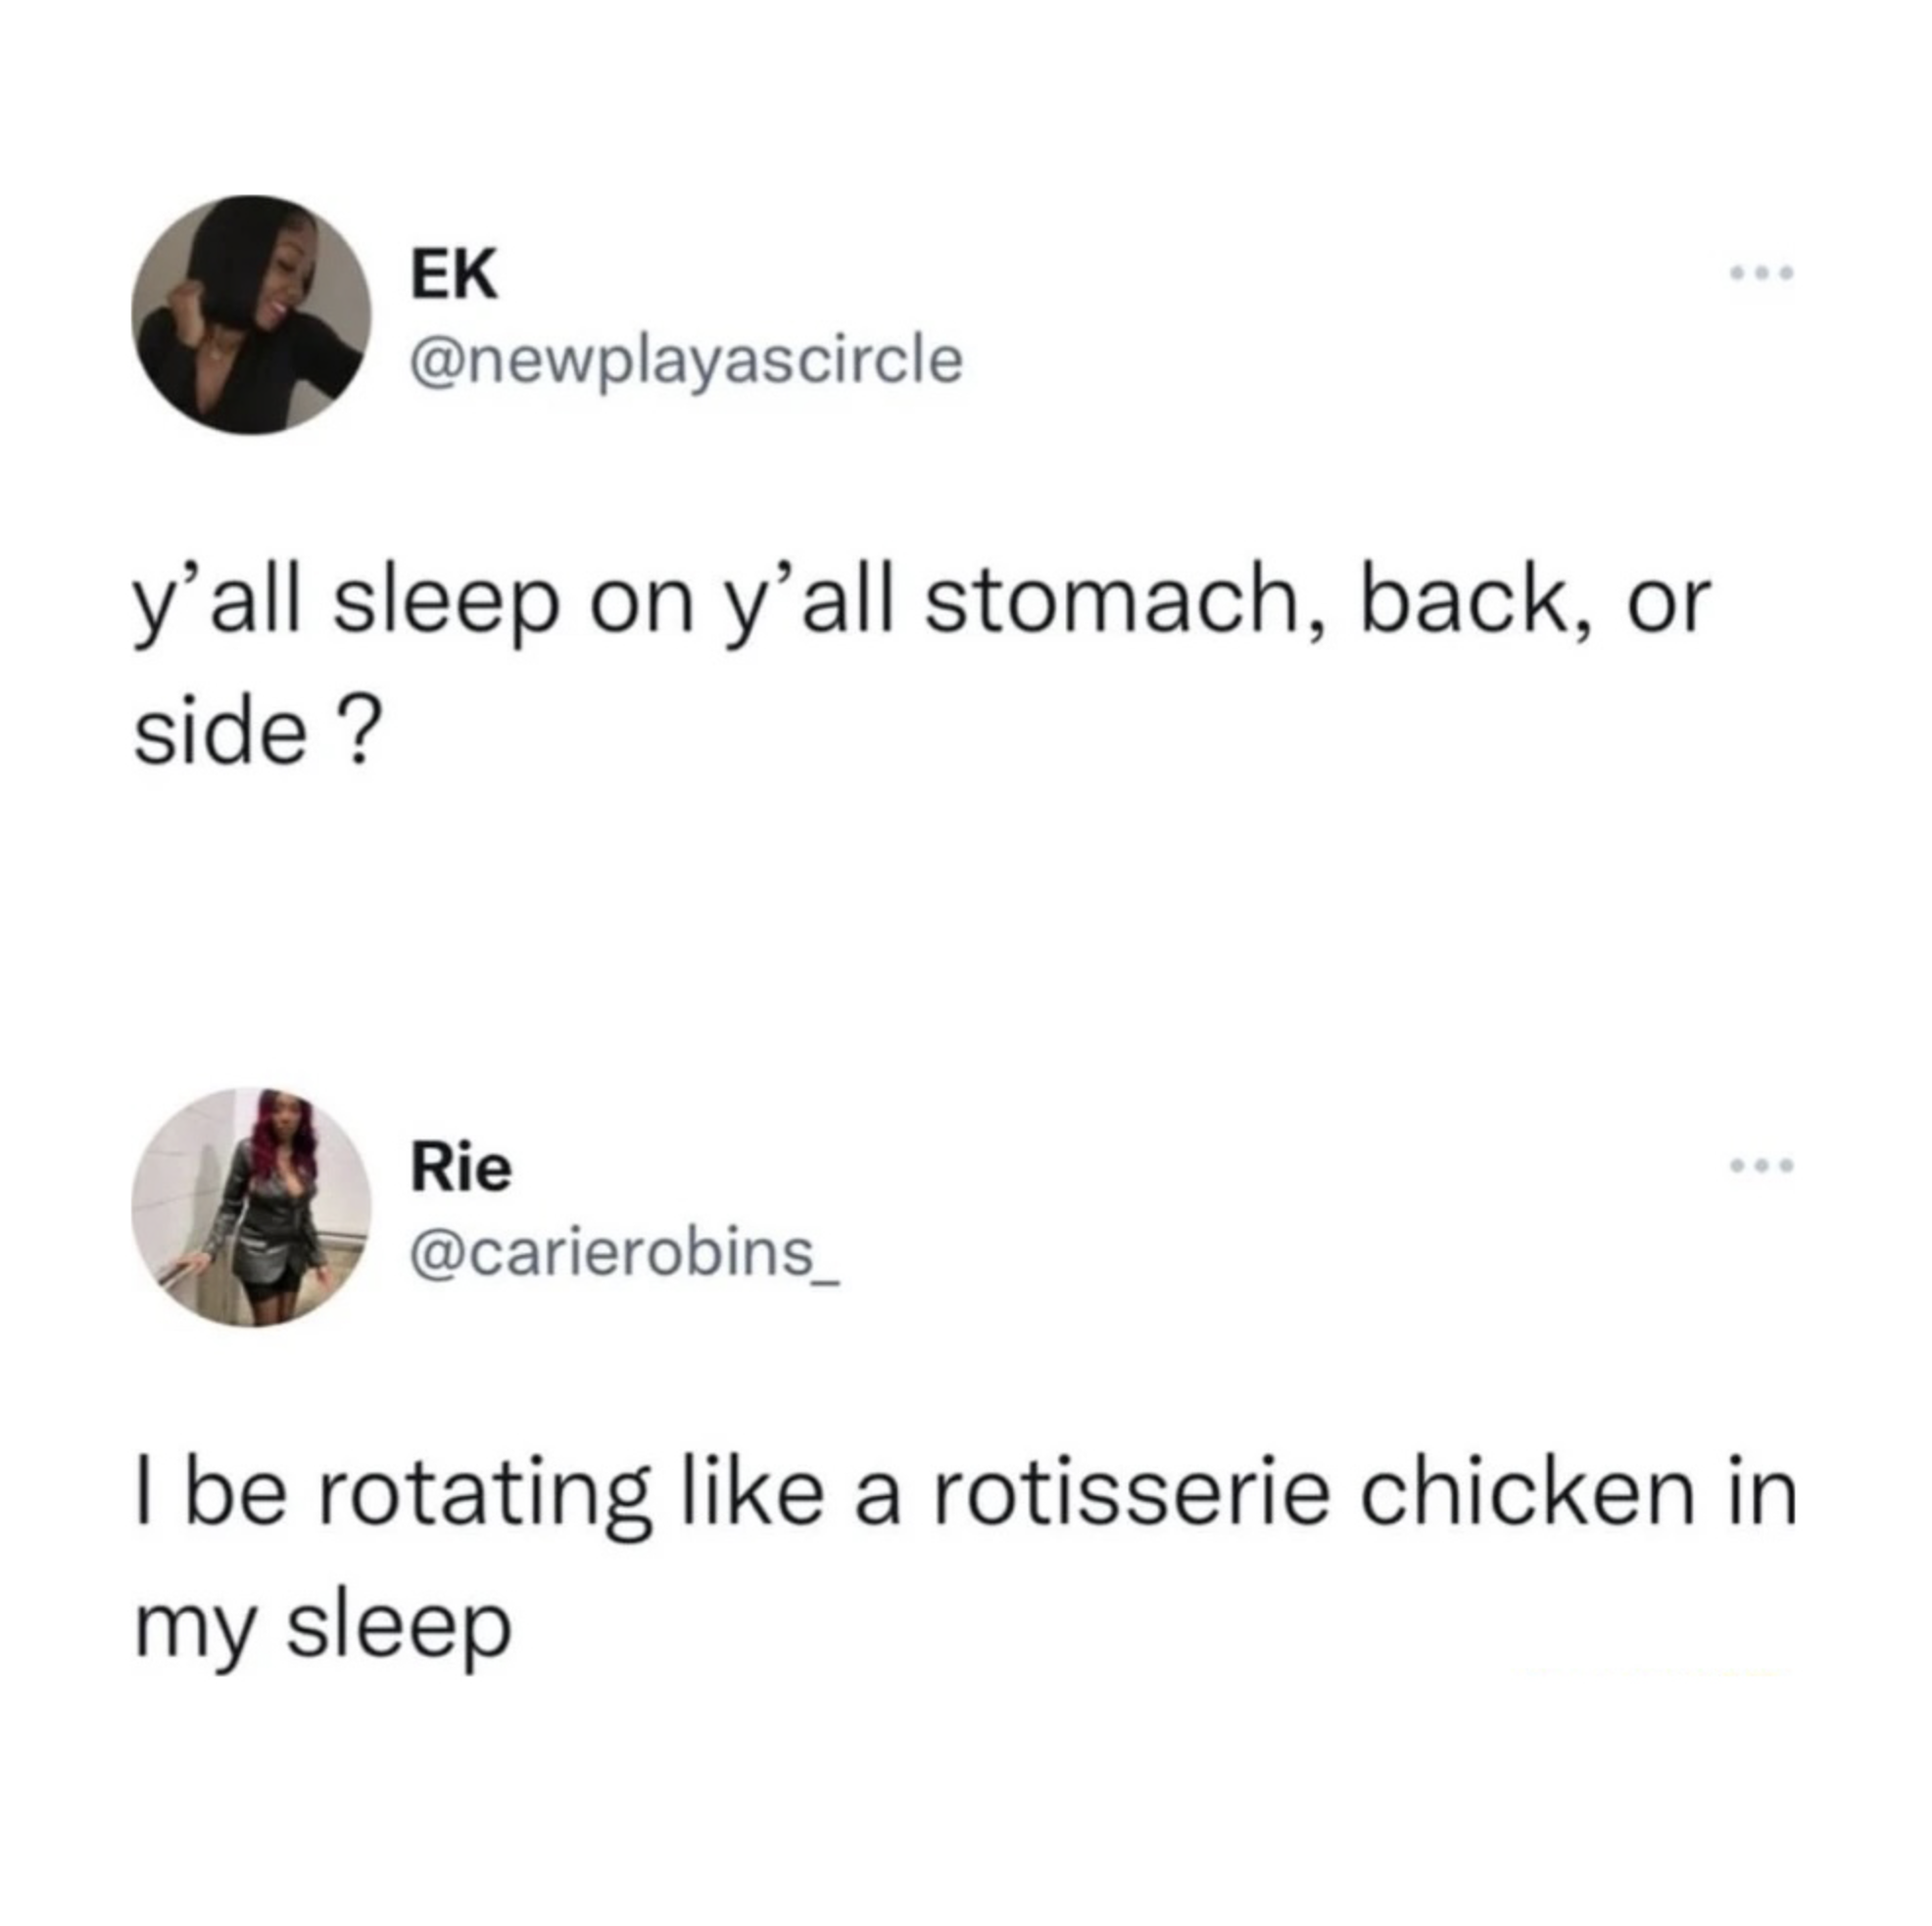 EK
@newplayascircle
y’all sleep on y’all stomach, back, or
side ?
Rie
@carierobins_
I be rotating like a rotisserie chicken in
my sleep